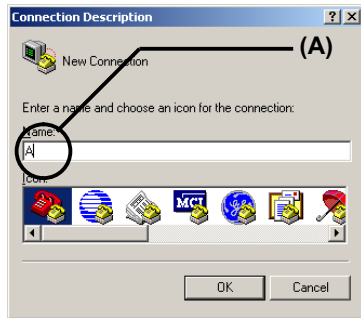 Connection Description
New Connection
(A)
Enter a name and choose an icon for the connection:
Name:
A
Icon:
MCI
OK
Cancel